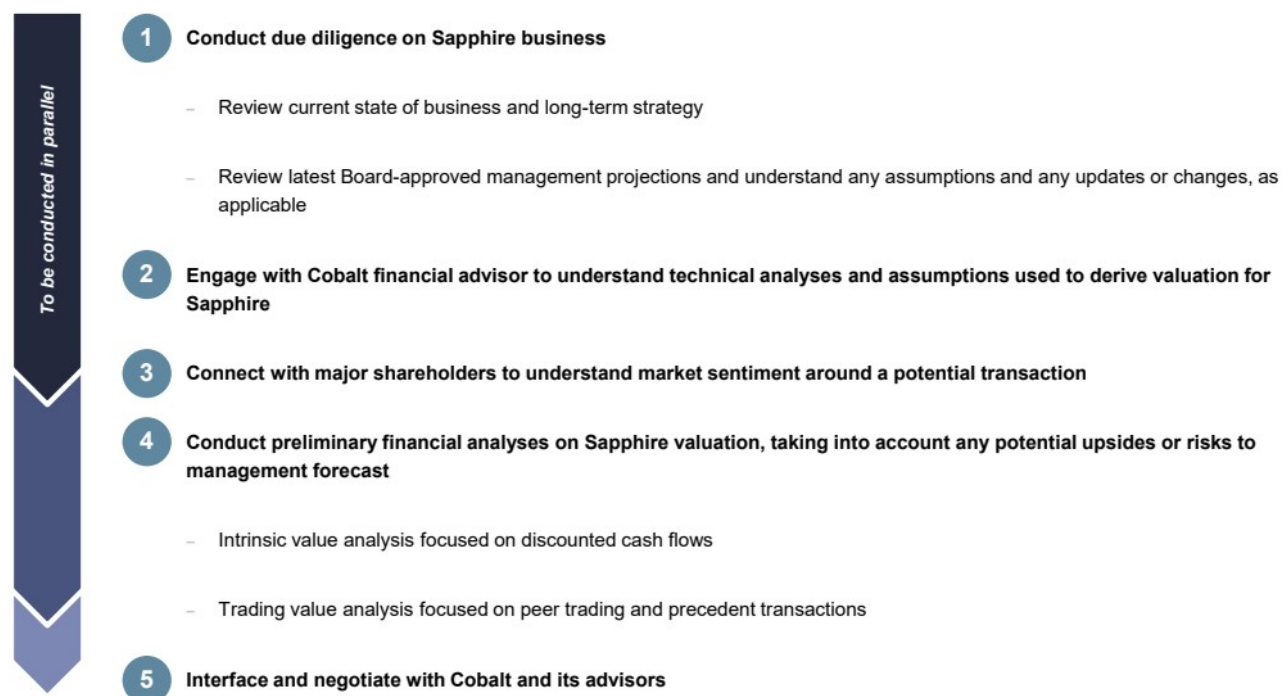 To be conducted in parallel
1 Conduct due diligence on Sapphire business
– Review current state of business and long-term strategy
– Review latest Board-approved management projections and understand any assumptions and any updates or changes, as
applicable
2 Engage with Cobalt financial advisor to understand technical analyses and assumptions used to derive valuation for
Sapphire
3 Connect with major shareholders to understand market sentiment around a potential transaction
4 Conduct preliminary financial analyses on Sapphire valuation, taking into account any potential upsides or risks to
management forecast
– Intrinsic value analysis focused on discounted cash flows
– Trading value analysis focused on peer trading and precedent transactions
5 Interface and negotiate with Cobalt and its advisors